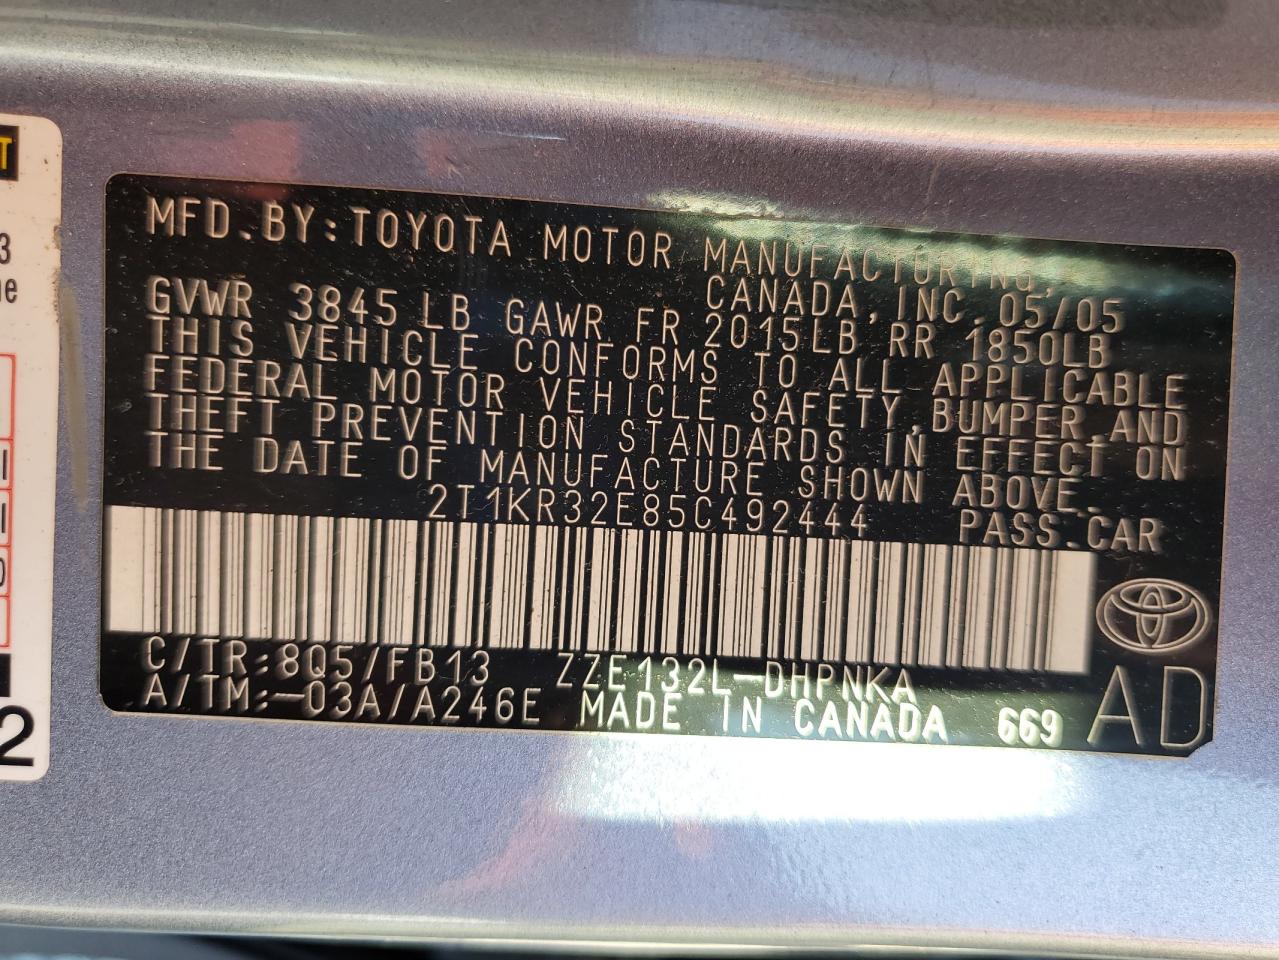 MFD.BY:TOYOTA MOTOR MANUFACTURING,
CANADA, INC.05/05
GVWR 3845 LB GAWR FR 2015LB RR 1850LB
THIS VEHICLE CONFORMS TO ALL APPLICABLE
FEDERAL MOTOR VEHICLE SAFETY,BUMPER,AND
THEFT PREVENTION STANDARDS IN EFFECT ON
THE DATE OF MANUFACTURE SHOWN ABOVE.
2T1KR32E85C492444 PASS.CAR
C/TR:8Q5/FB13 ZZE132L-DHPNKA
A/TM:-03A/A246E MADE IN CANADA 669
AD
T
3
2